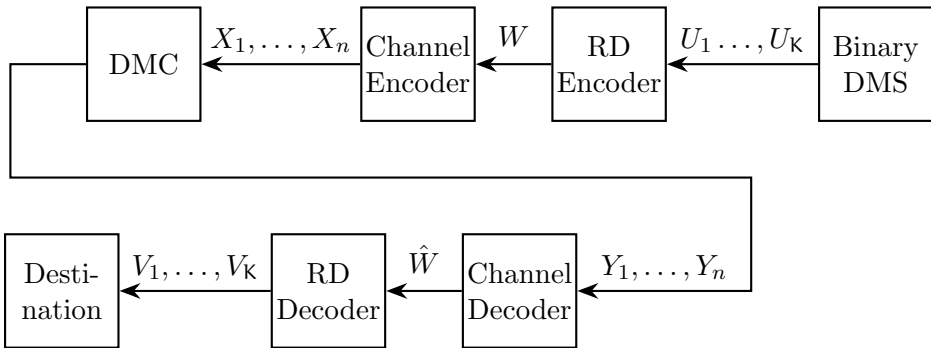 DMC
X_1, ..., X_n
Channel
Encoder
W
RD
Encoder
U_1 ..., U_K
Binary
DMS
Desti-
nation
V_1, ..., V_K
RD
Decoder
Ŵ
Channel
Decoder
Y_1, ..., Y_n